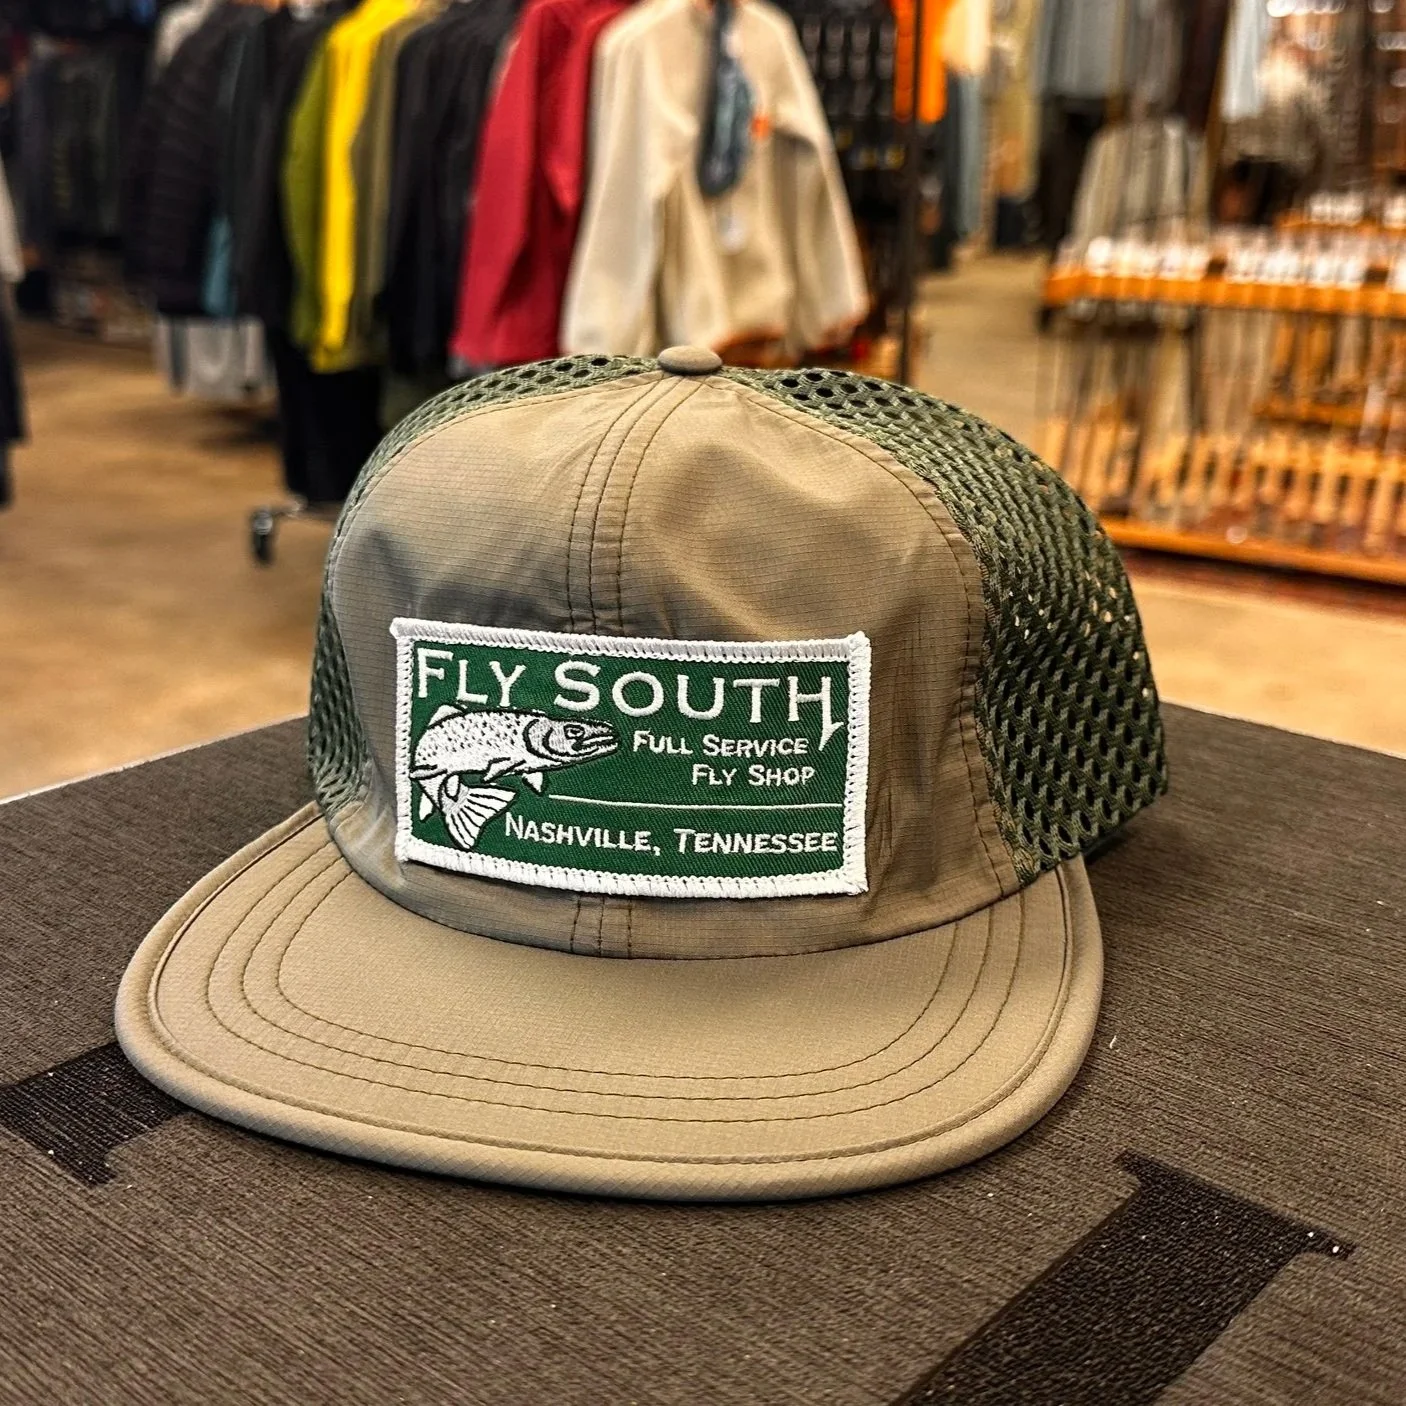 Fly South
Full Service
Fly Shop
Nashville, Tennessee